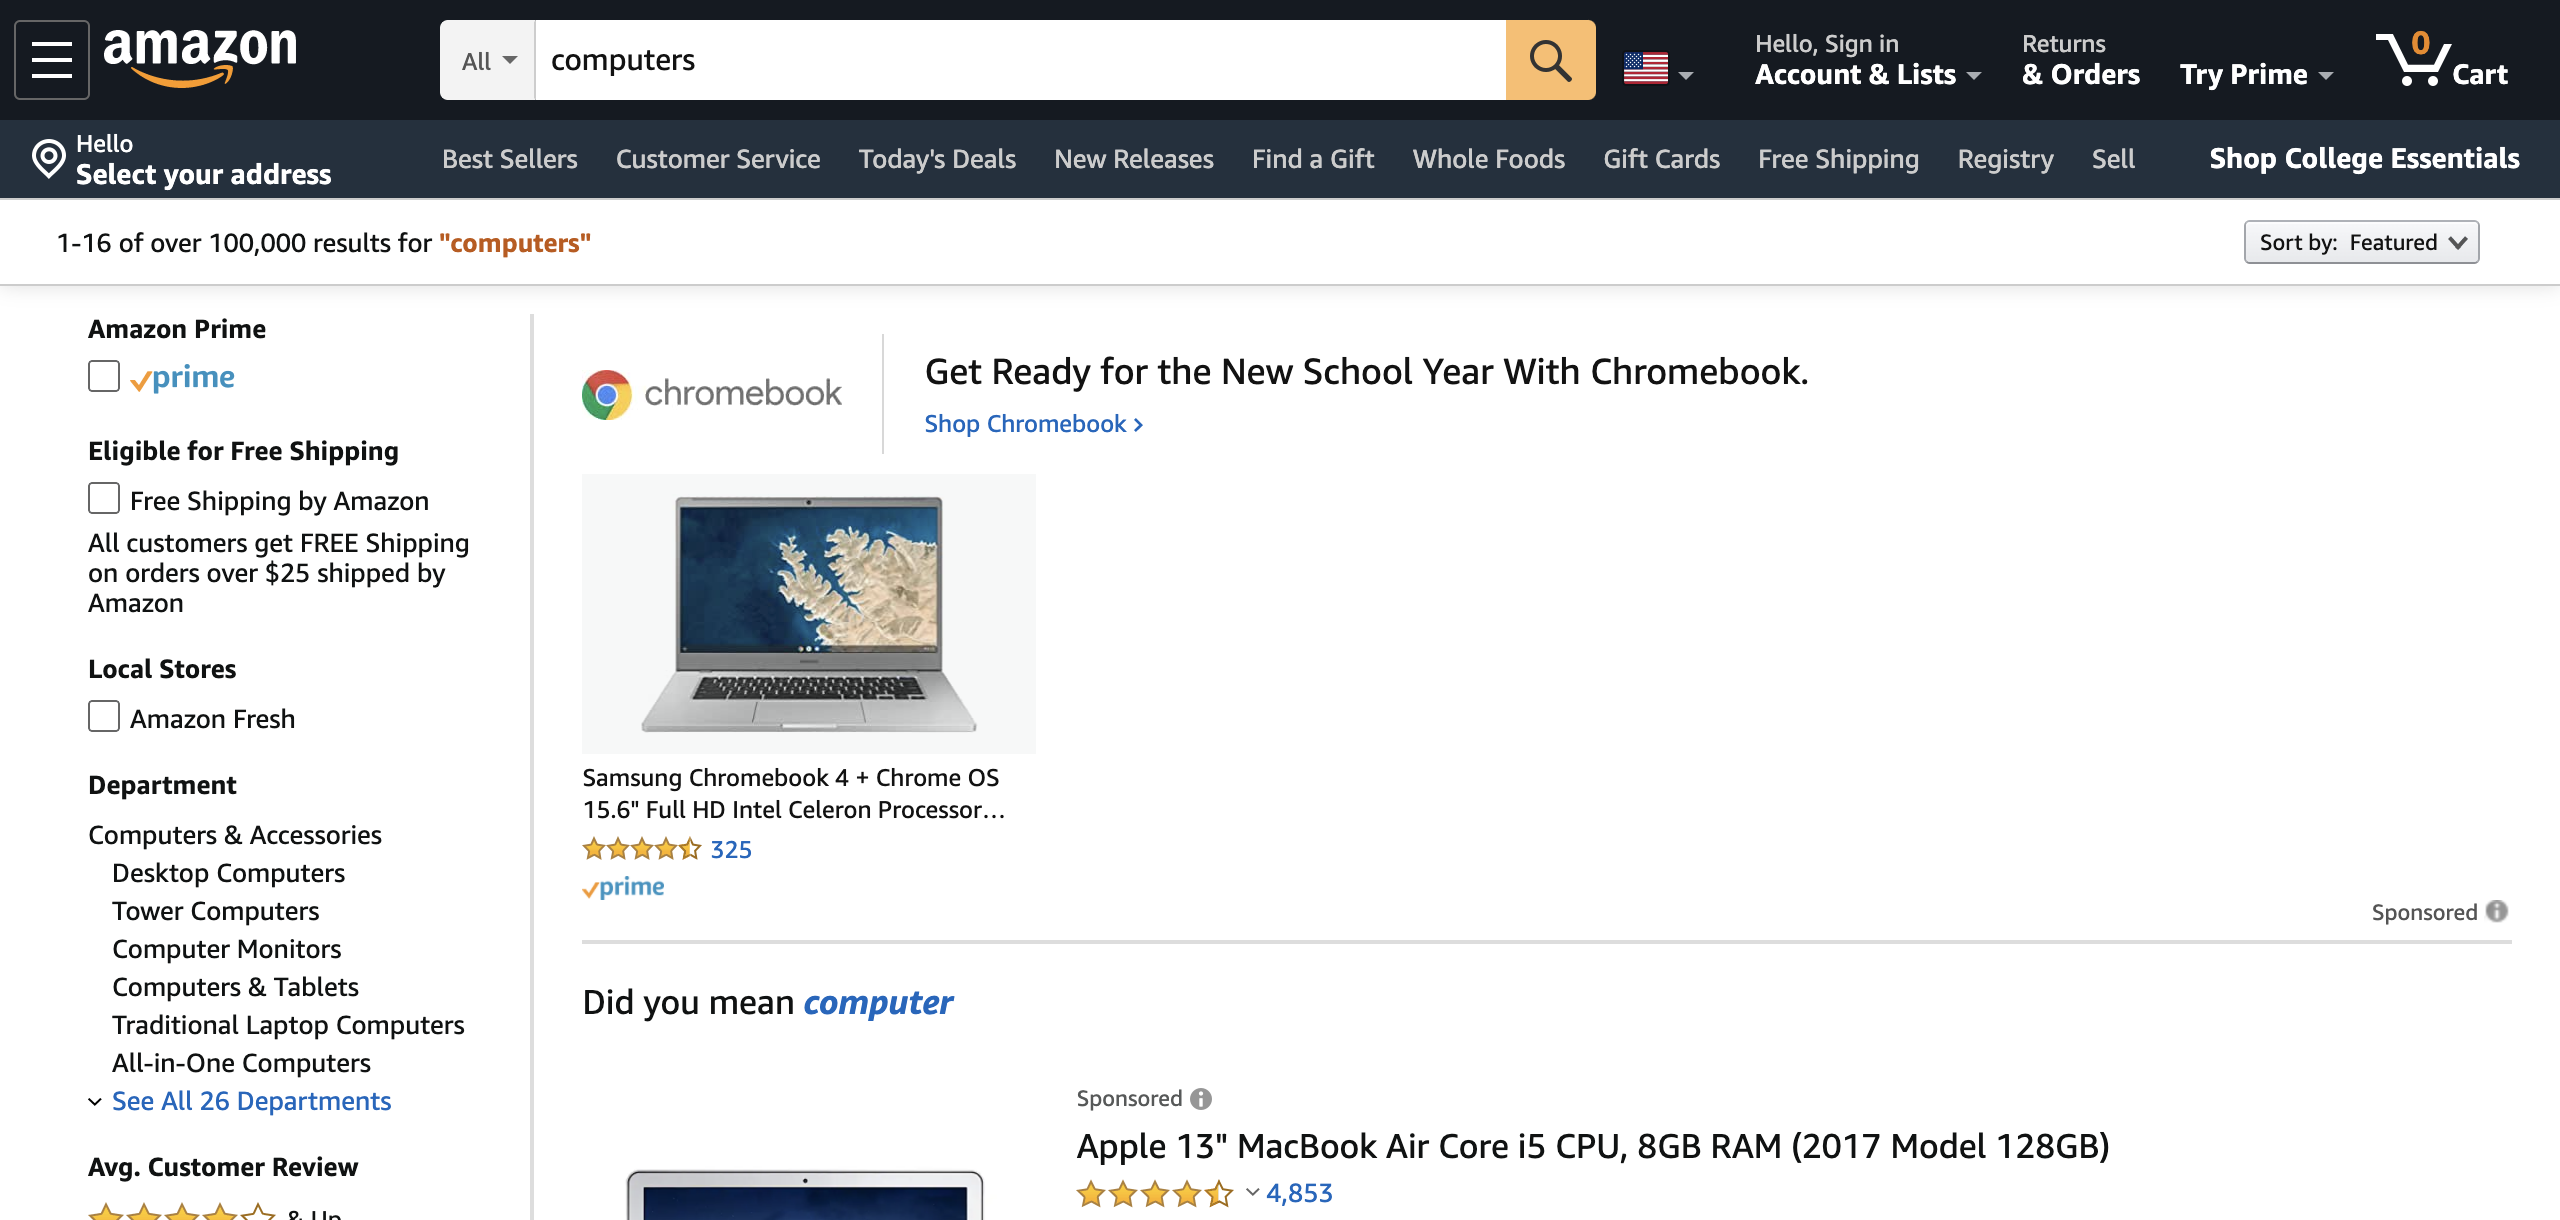 amazon
All
computers
Hello, Sign in
Account & Lists
Returns
& Orders
Try Prime
0
Cart
Hello
Select your address
Best Sellers
Customer Service
Today's Deals
New Releases
Find a Gift
Whole Foods
Gift Cards
Free Shipping
Registry
Sell
Shop College Essentials
1-16 of over 100,000 results for "computers"
Sort by: Featured
Amazon Prime
prime
Eligible for Free Shipping
Free Shipping by Amazon
All customers get FREE Shipping
on orders over $25 shipped by
Amazon
Local Stores
Amazon Fresh
Department
Computers & Accessories
Desktop Computers
Tower Computers
Computer Monitors
Computers & Tablets
Traditional Laptop Computers
All-in-One Computers
See All 26 Departments
Avg. Customer Review
& Up
chromebook
Get Ready for the New School Year With Chromebook.
Shop Chromebook ›
Samsung Chromebook 4 + Chrome OS
15.6" Full HD Intel Celeron Processor…
325
prime
Sponsored
Did you mean computer
Sponsored
Apple 13" MacBook Air Core i5 CPU, 8GB RAM (2017 Model 128GB)
4,853